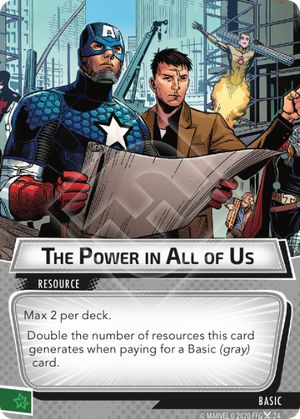 The Power in All of Us
RESOURCE
Max 2 per deck.
Double the number of resources this card
generates when paying for a Basic (gray)
card.
BASIC
© MARVEL © 2020 FFG 24